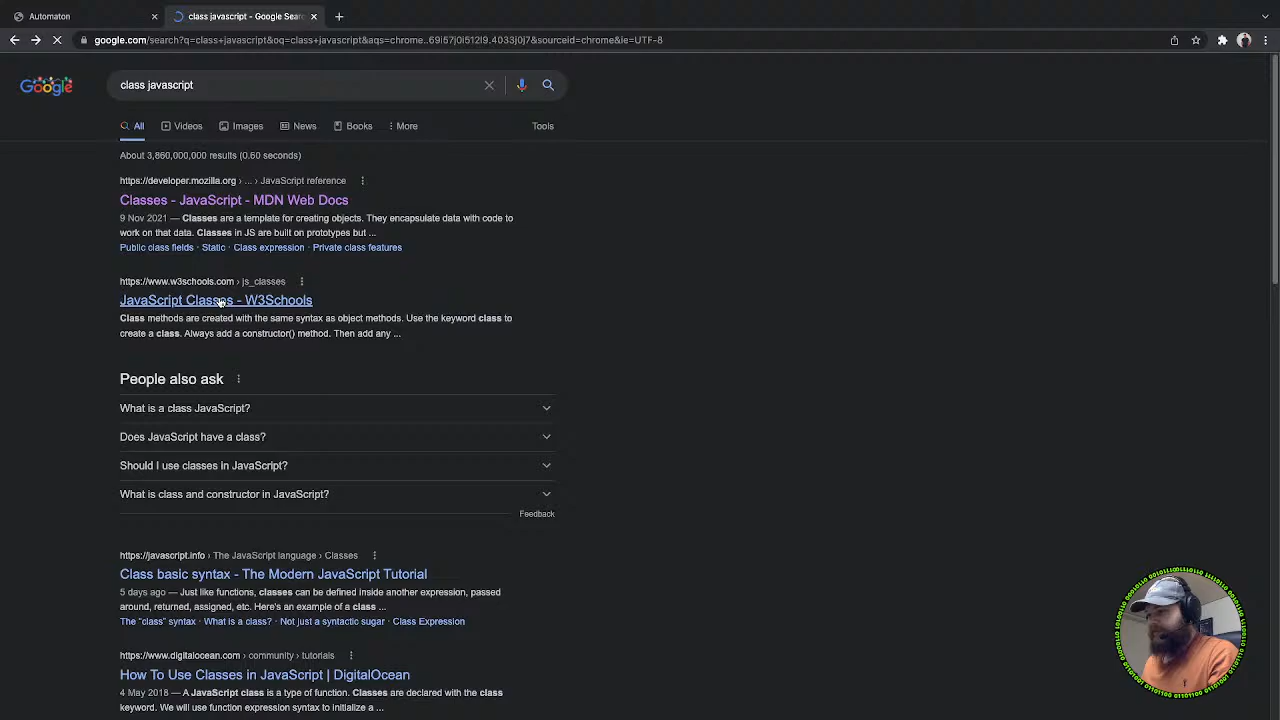 Automaton
class javascript - Google Sear
google.com/search?q=class+javascript&oq=class+javascript&aqs=chrome..69i57j0i512l9.4033j0j7&sourceid=chrome&ie=UTF-8
Google
class javascript
All
Videos
Images
News
Books
More
Tools
About 3,860,000,000 results (0.60 seconds)
https://developer.mozilla.org › ... › JavaScript reference
Classes - JavaScript - MDN Web Docs
9 Nov 2021 — Classes are a template for creating objects. They encapsulate data with code to
work on that data. Classes in JS are built on prototypes but ...
Public class fields · Static · Class expression · Private class features
https://www.w3schools.com › js_classes
JavaScript Classes - W3Schools
Class methods are created with the same syntax as object methods. Use the keyword class to
create a class. Always add a constructor() method. Then add any ...
People also ask
What is a class JavaScript?
Does JavaScript have a class?
Should I use classes in JavaScript?
What is class and constructor in JavaScript?
Feedback
https://javascript.info › The JavaScript language › Classes
Class basic syntax - The Modern JavaScript Tutorial
5 days ago — Just like functions, classes can be defined inside another expression, passed
around, returned, assigned, etc. Here's an example of a class ...
The "class" syntax · What is a class? · Not just a syntactic sugar · Class Expression
https://www.digitalocean.com › community › tutorials
How To Use Classes in JavaScript | DigitalOcean
4 May 2018 — A JavaScript class is a type of function. Classes are declared with the class
keyword. We will use function expression syntax to initialize a ...